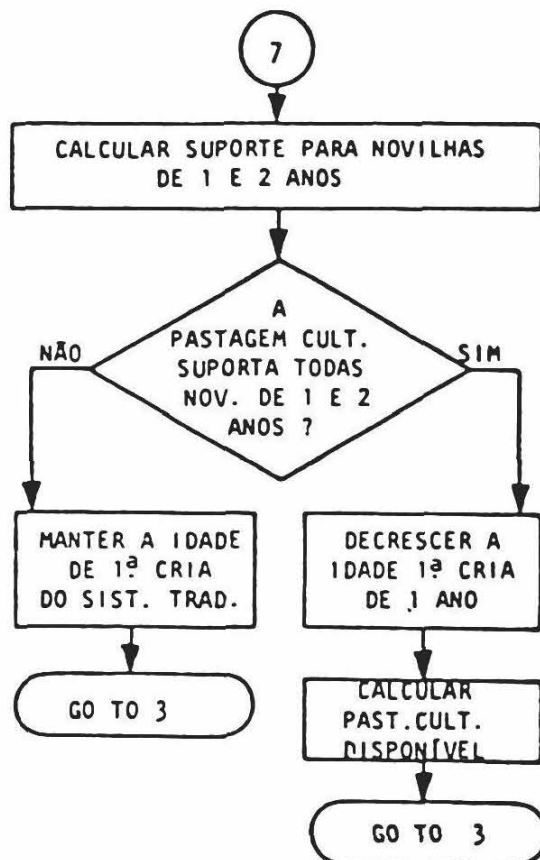 7
CALCULAR SUPORTE PARA NOVILHAS
DE 1 E 2 ANOS
A
PASTAGEM CULT.
SUPORTA TODAS
NOV. DE 1 E 2
ANOS ?
NÃO
SIM
MANTER A IDADE
DE 1ª CRIA
DO SIST. TRAD.
GO TO 3
DECRESCER A
IDADE 1ª CRIA
DE 1 ANO
CALCULAR
PAST.CULT.
DISPONÍVEL
GO TO 3